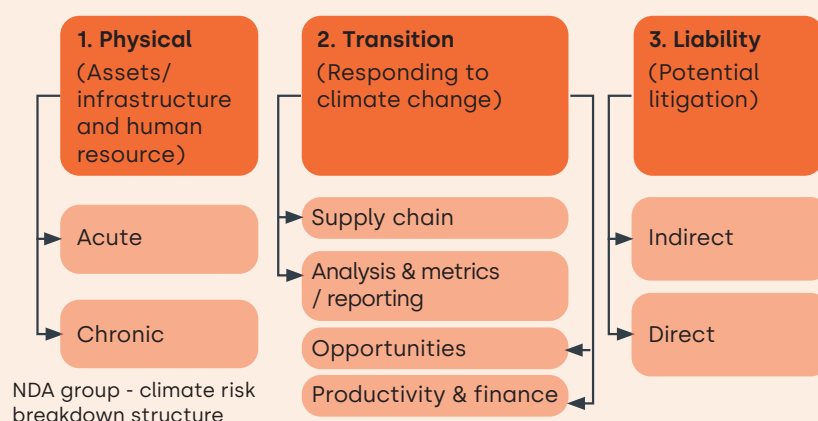 1. Physical
(Assets/
infrastructure
and human
resource)
Acute
Chronic
2. Transition
(Responding to
climate change)
Supply chain
Analysis & metrics
/ reporting
Opportunities
Productivity & finance
3. Liability
(Potential
litigation)
Indirect
Direct
NDA group - climate risk
breakdown structure